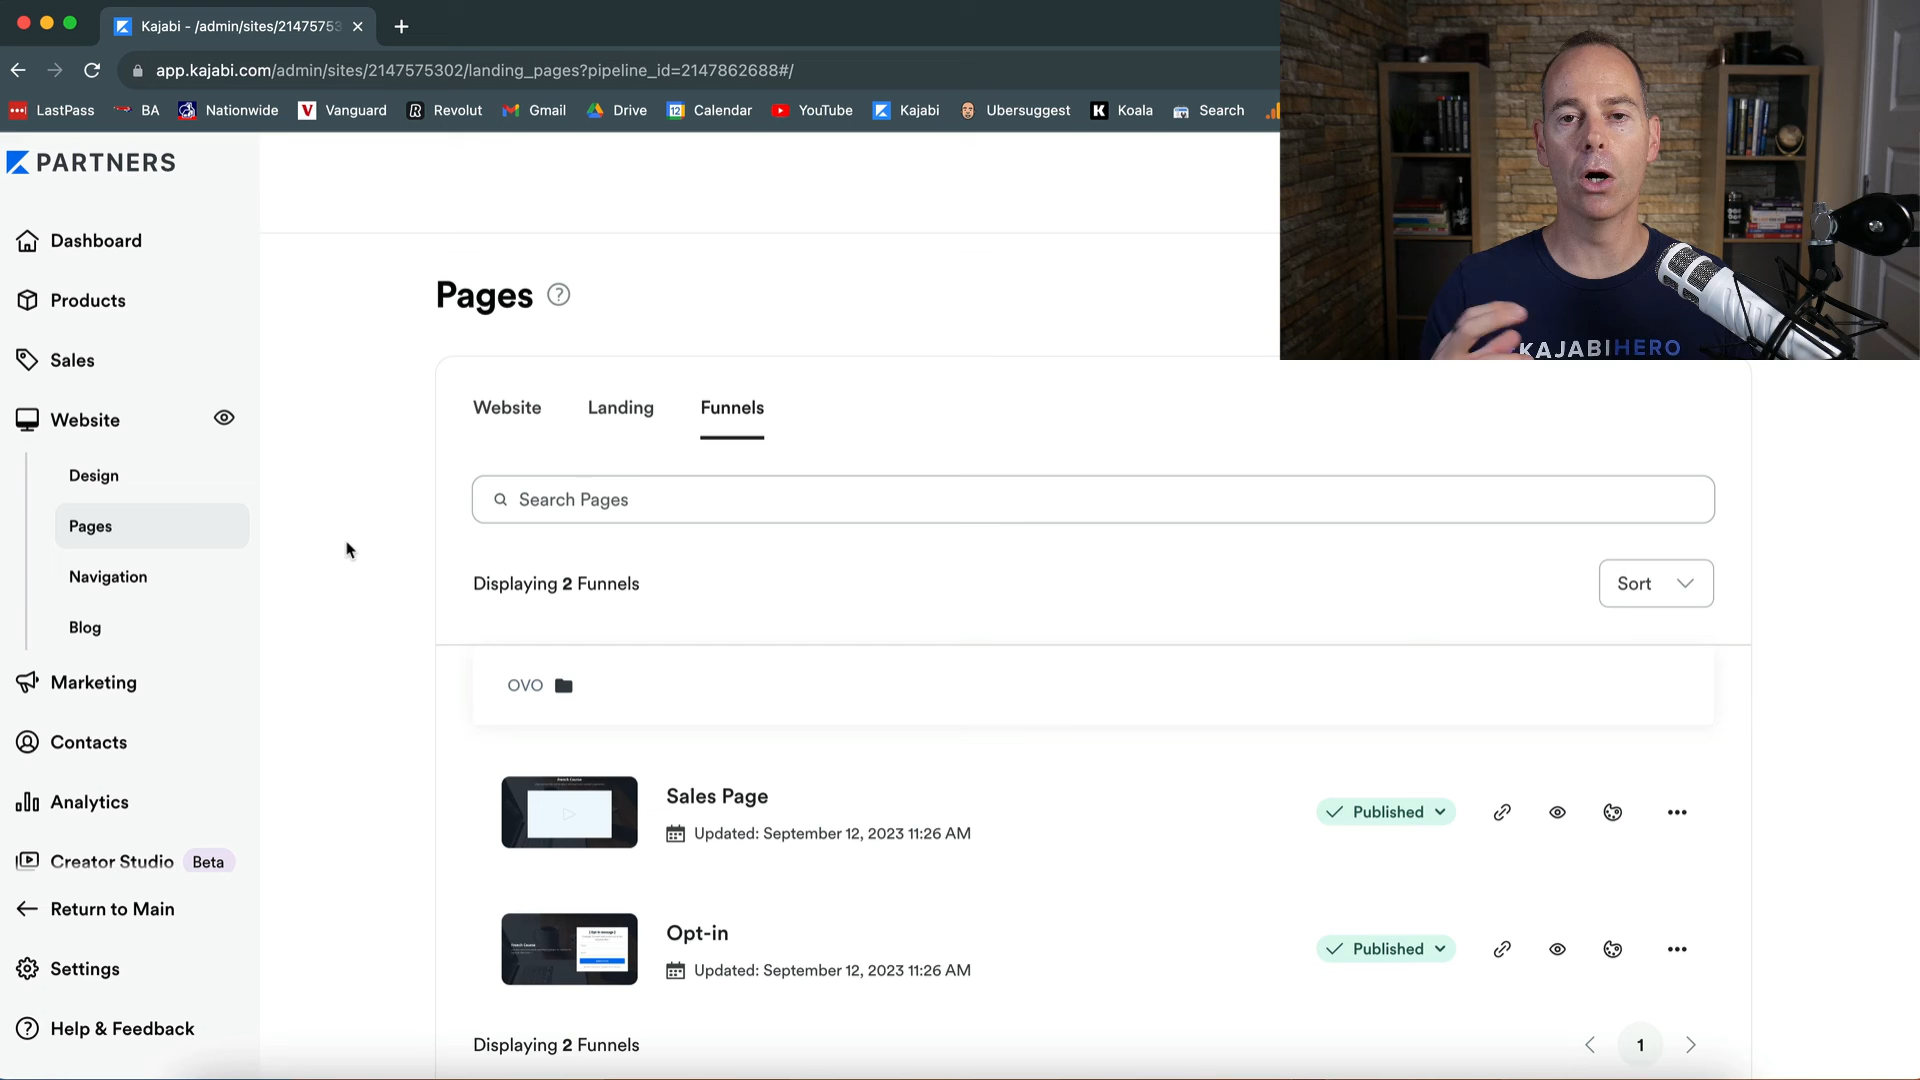 Kajabi - /admin/sites/21475753
app.kajabi.com/admin/sites/2147575302/landing_pages?pipeline_id=2147862688#/
LastPass BA Nationwide Vanguard Revolut Gmail Drive Calendar YouTube Kajabi Ubersuggest Koala Search
PARTNERS
Dashboard
Products
Sales
Website
Design
Pages
Navigation
Blog
Marketing
Contacts
Analytics
Creator Studio Beta
Return to Main
Settings
Help & Feedback
Pages
Website Landing Funnels
Search Pages
Displaying 2 Funnels
Sort
OVO
Sales Page
Updated: September 12, 2023 11:26 AM
Published
Opt-in
Updated: September 12, 2023 11:26 AM
Published
Displaying 2 Funnels
1
KAJABIHERO